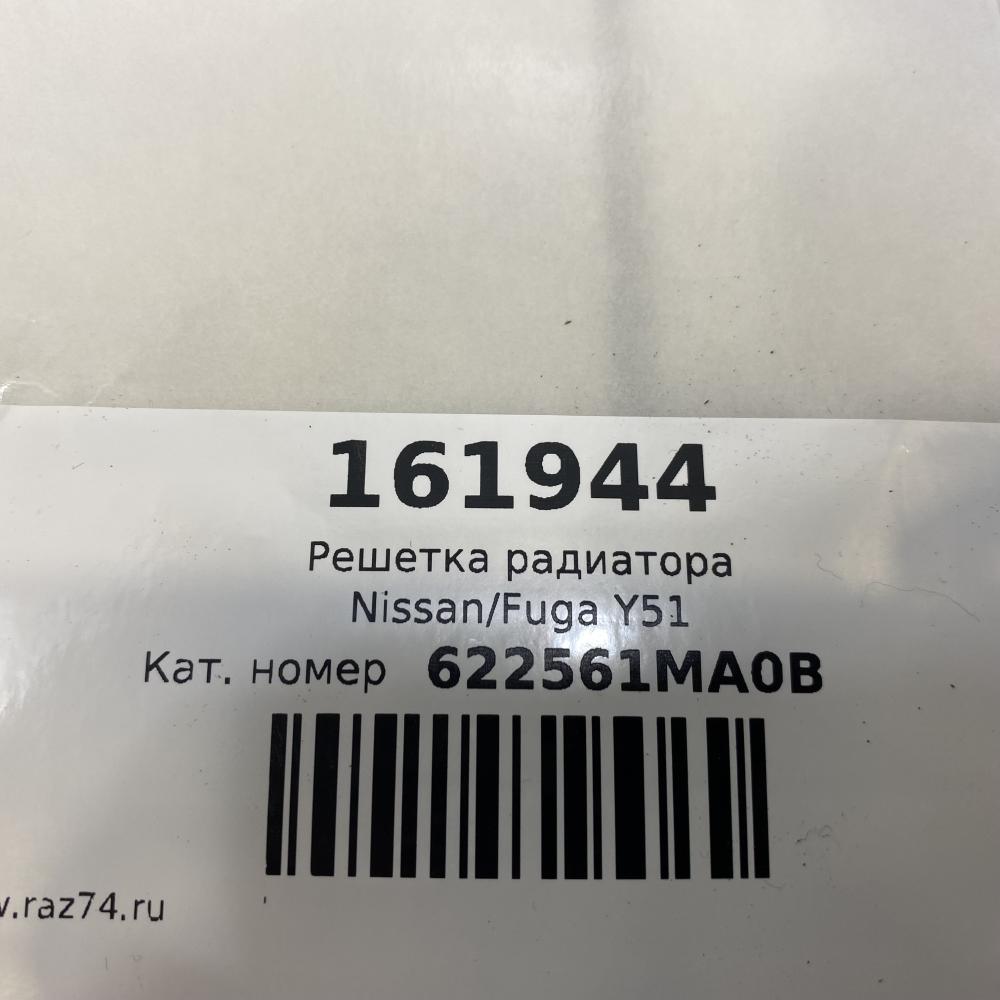 161944
Решетка радиатора
Nissan/Fuga Y51
Кат. номер 622561MA0B
.raz74.ru